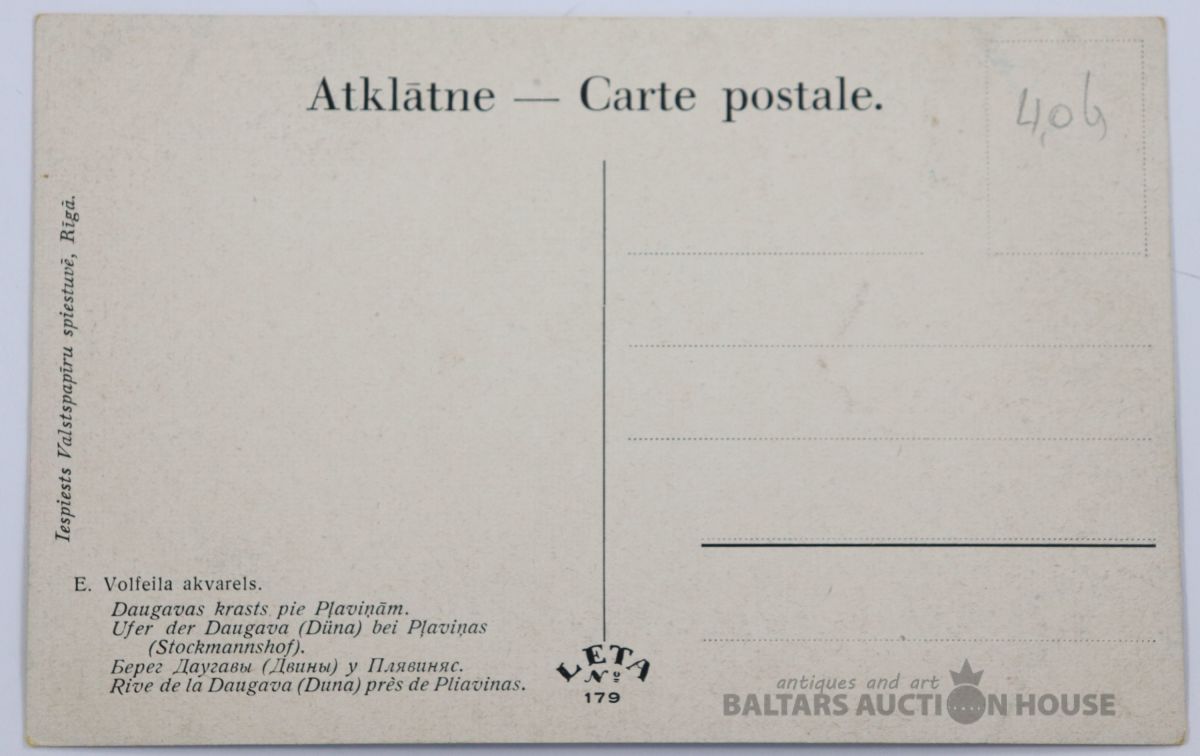 Atklātne — Carte postale.
4,0
Iespiests Valstspapīru spiestuvē, Rīgā.
E. Volfeila akvarels.
Daugavas krasts pie Pļaviņām.
Ufer der Daugava (Düna) bei Pļaviņas
(Stockmannshof).
Берег Даугавы (Двины) у Плявиняс.
Rive de la Daugava (Duna) près de Pliavinas.
LETA
№
179
antiques and art
BALTARS AUCTION HOUSE